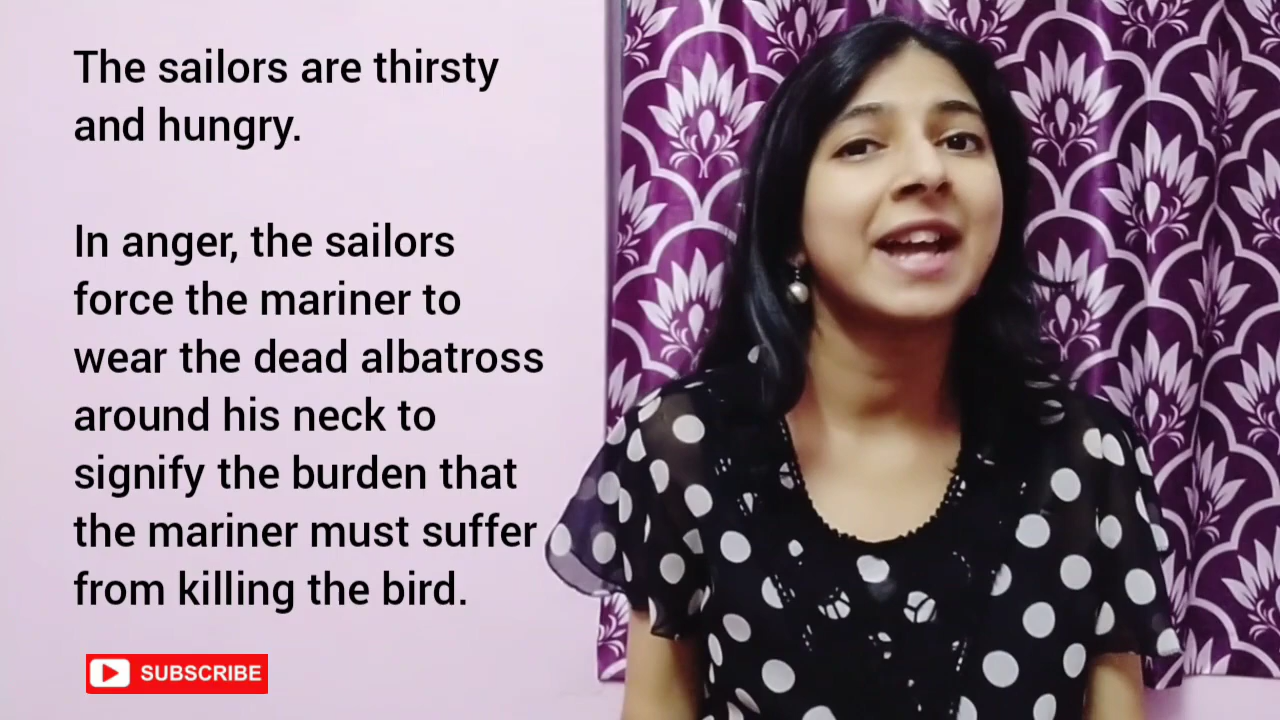 The sailors are thirsty
and hungry.
In anger, the sailors
force the mariner to
wear the dead albatross
around his neck to
signify the burden that
the mariner must suffer
from killing the bird.
SUBSCRIBE